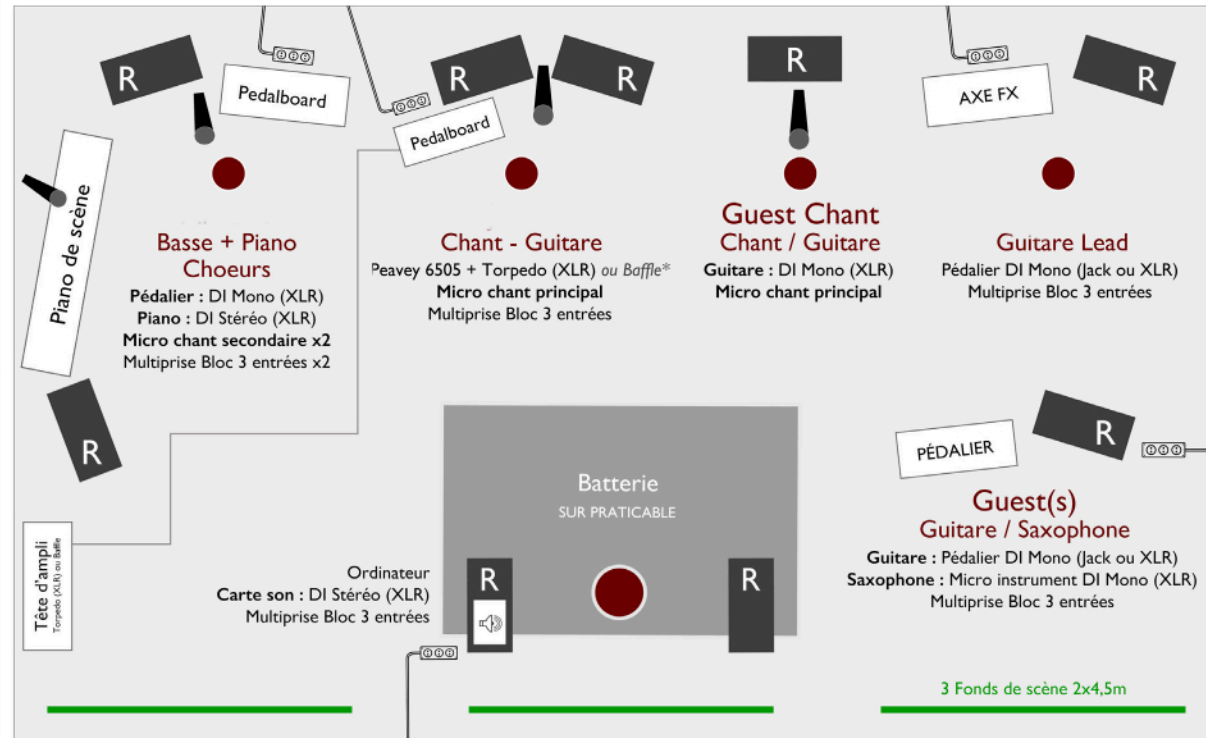 R
Pedalboard
Piano de scène
Basse + Piano
Choeurs
Pédalier : DI Mono (XLR)
Piano : DI Stéréo (XLR)
Micro chant secondaire x2
Multiprise Bloc 3 entrées x2
R
R
R
Pedalboard
Chant - Guitare
Peavey 6505 + Torpedo (XLR) ou Baffle*
Micro chant principal
Multiprise Bloc 3 entrées
R
Guest Chant
Chant / Guitare
Guitare : DI Mono (XLR)
Micro chant principal
AXE FX
R
Guitare Lead
Pédalier DI Mono (Jack ou XLR)
Multiprise Bloc 3 entrées
Tête d'ampli
Torpedo (XLR) ou Baffle
Ordinateur
Carte son : DI Stéréo (XLR)
Multiprise Bloc 3 entrées
Batterie
SUR PRATICABLE
R
R
PÉDALIER
R
Guest(s)
Guitare / Saxophone
Guitare : Pédalier DI Mono (Jack ou XLR)
Saxophone : Micro instrument DI Mono (XLR)
Multiprise Bloc 3 entrées
3 Fonds de scène 2x4,5m